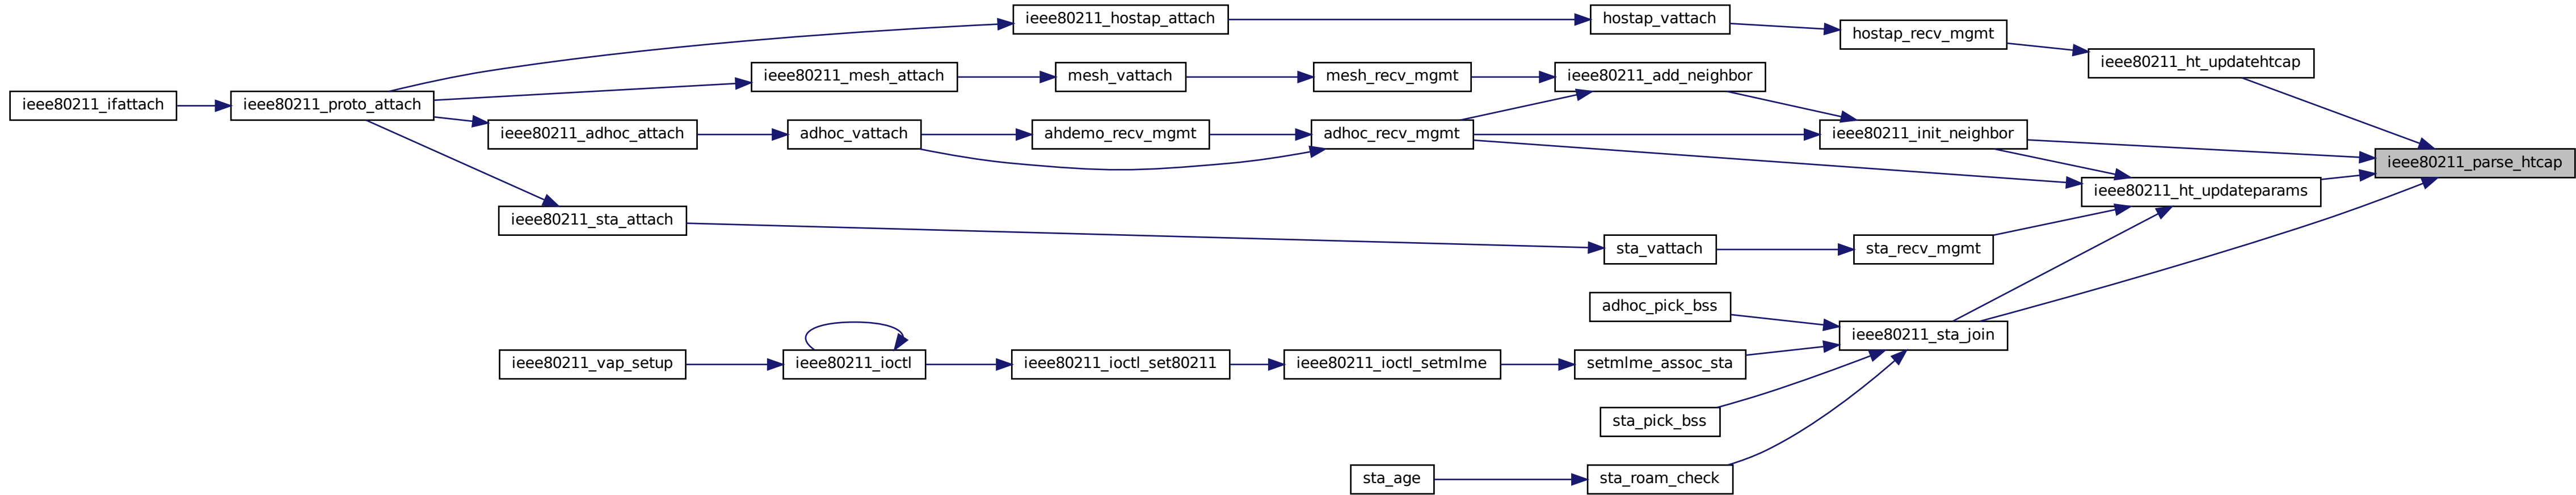 ieee80211_hostap_attach
hostap_vattach
hostap_recv_mgmt
ieee80211_ht_updatehtcap
ieee80211_mesh_attach
mesh_vattach
mesh_recv_mgmt
ieee80211_add_neighbor
ieee80211_ifattach
ieee80211_proto_attach
ieee80211_adhoc_attach
adhoc_vattach
ahdemo_recv_mgmt
adhoc_recv_mgmt
ieee80211_init_neighbor
ieee80211_parse_htcap
ieee80211_ht_updateparams
ieee80211_sta_attach
sta_vattach
sta_recv_mgmt
adhoc_pick_bss
ieee80211_sta_join
ieee80211_vap_setup
ieee80211_ioctl
ieee80211_ioctl_set80211
ieee80211_ioctl_setmlme
setmlme_assoc_sta
sta_pick_bss
sta_age
sta_roam_check